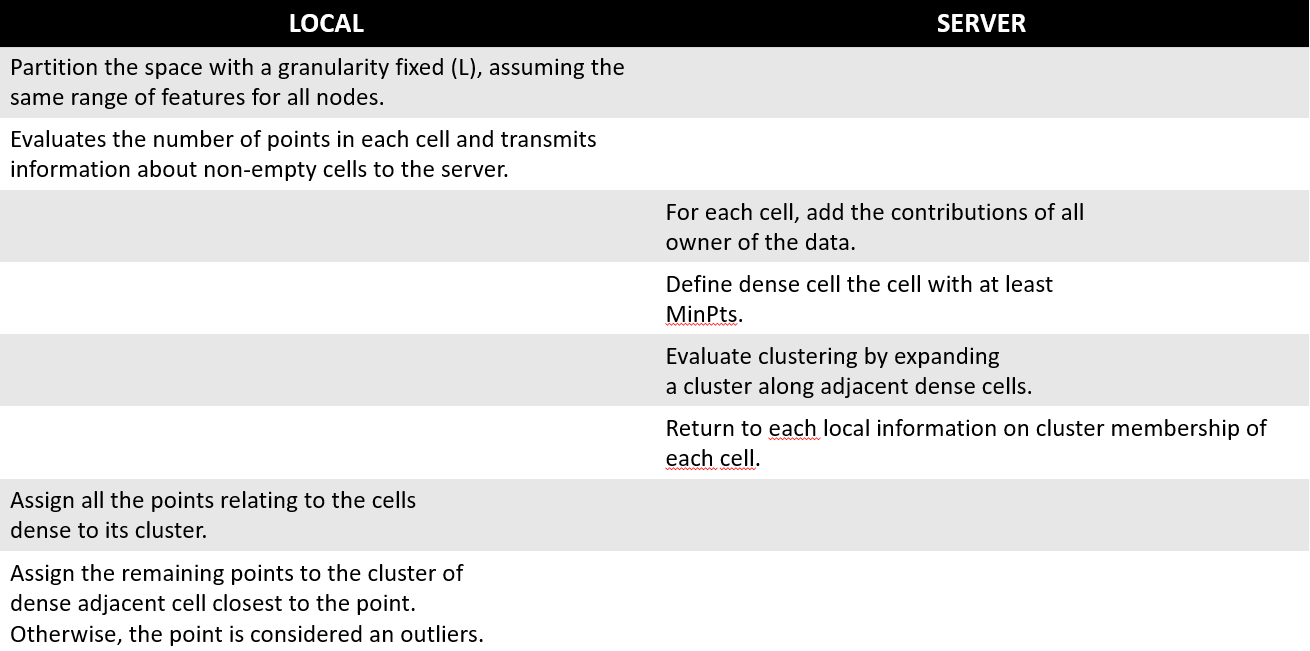 LOCAL
SERVER
Partition the space with a granularity fixed (L), assuming the
same range of features for all nodes.
Evaluates the number of points in each cell and transmits
information about non-empty cells to the server.
For each cell, add the contributions of all
owner of the data.
Define dense cell the cell with at least
MinPts.
Evaluate clustering by expanding
a cluster along adjacent dense cells.
Return to each local information on cluster membership of
each cell.
Assign all the points relating to the cells
dense to its cluster.
Assign the remaining points to the cluster of
dense adjacent cell closest to the point.
Otherwise, the point is considered an outliers.